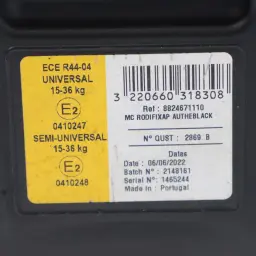 ECE R44-04
UNIVERSAL
15-36 kg
E2
0410247
SEMI-UNIVERSAL
15-36 kg
E2
0410248
3 220660 318308
Ref : 8824671110
MC RODIFIXAP AUTHEBLACK
N° QUST : 2869 B
Dates
Date : 06/06/2022
Batch N° : 2148161
Serial N° : 1465244
Made in : Portugal